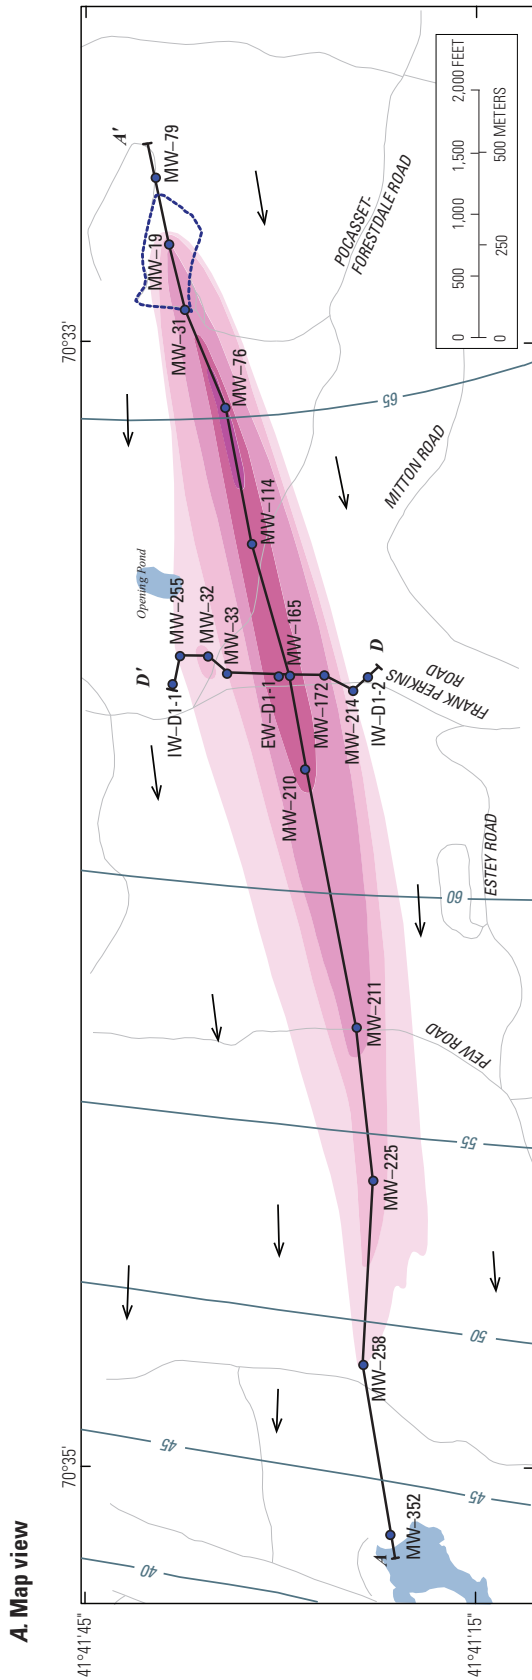 A. Map view
70°35'
70°33'
41°41'45"
41°41'15"
A'
MW–79
MW–19
MW–31
MW–76
MW–114
MW–165
EW–D1-1
MW–210
MW–211
MW–225
MW–258
MW–352
A
D'
IW–D1-1
MW–255
MW–32
MW–33
MW–172
MW–214
IW–D1-2
D
Opening Pond
POCASSET-
FORESTDALE ROAD
MITTON ROAD
FRANK PERKINS
ROAD
ESTEY ROAD
PEW ROAD
65
60
55
50
45
45
40
0 500 1,000 1,500 2,000 FEET
0 250 500 METERS